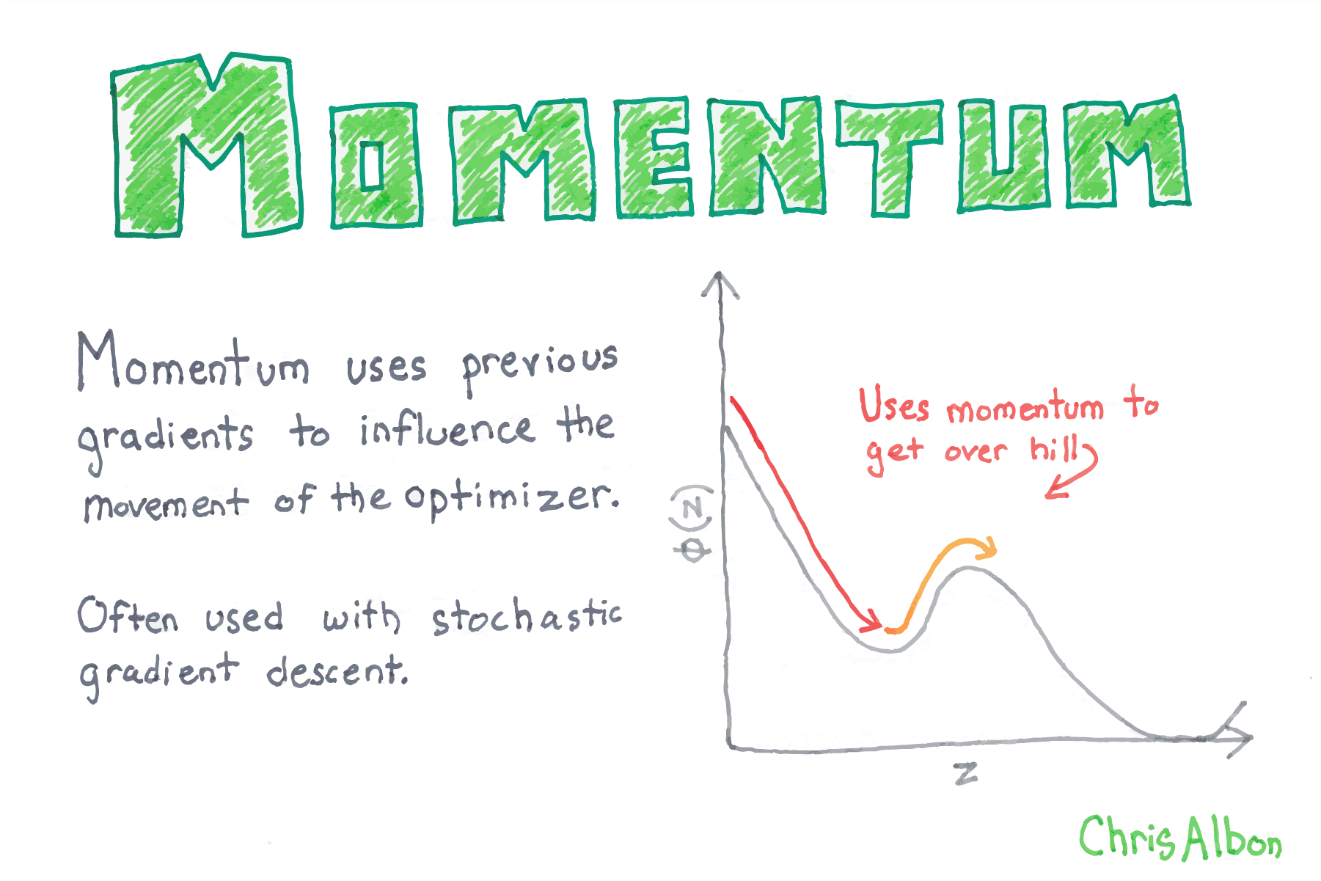 MOMENTUM
Momentum uses previous
gradients to influence the
movement of the optimizer.
Often used with stochastic
gradient descent.
Uses momentum to
get over hill
Φ(z)
z
Chris Albon